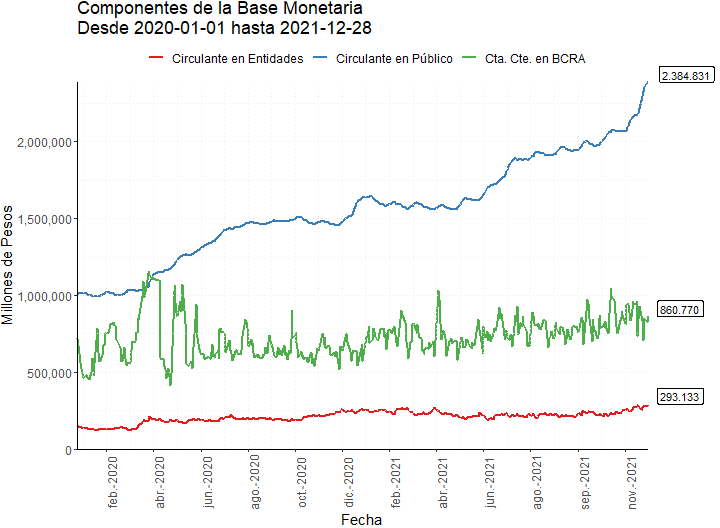 Componentes de la Base Monetaria
Desde 2020-01-01 hasta 2021-12-28
Circulante en Entidades
Circulante en Público
Cta. Cte. en BCRA
2.384.831
2,000,000
1,500,000
1,000,000
500,000
0
Millones de Pesos
860.770
293.133
feb.-2020
abr.-2020
jun.-2020
ago.-2020
oct.-2020
dic.-2020
feb.-2021
abr.-2021
jun.-2021
ago.-2021
sep.-2021
nov.-2021
Fecha